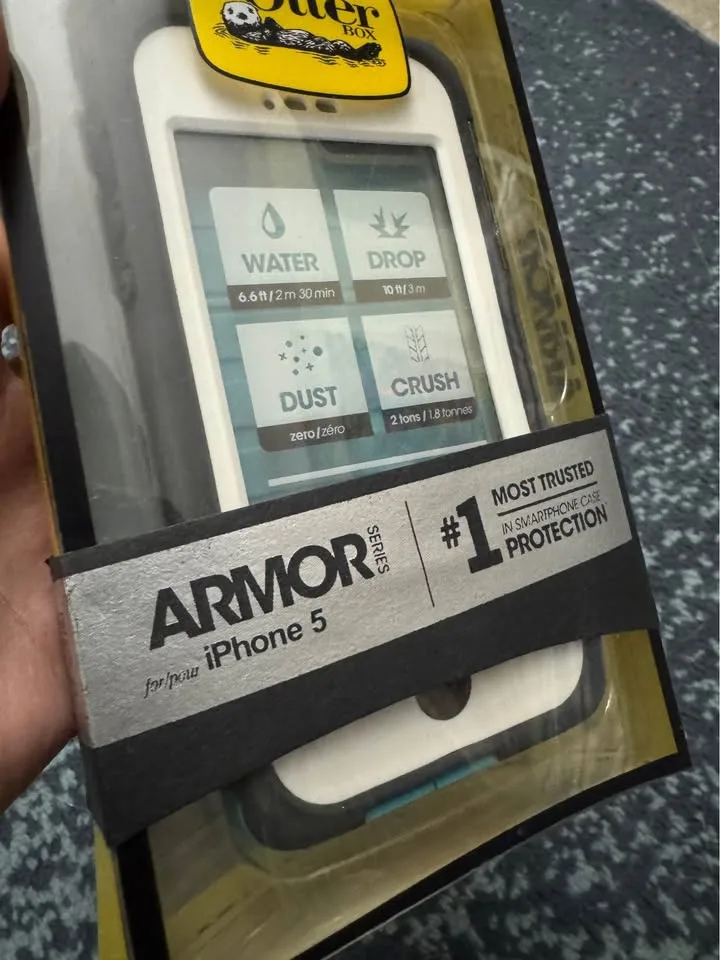 Otter
BOX
WATER
6.6 ft / 2 m 30 min
DROP
10 ft / 3 m
DUST
zero / zéro
CRUSH
2 tons / 1.8 tonnes
ARMOR
SERIES
for/pour iPhone 5
#1
MOST TRUSTED
IN SMARTPHONE CASE
PROTECTION